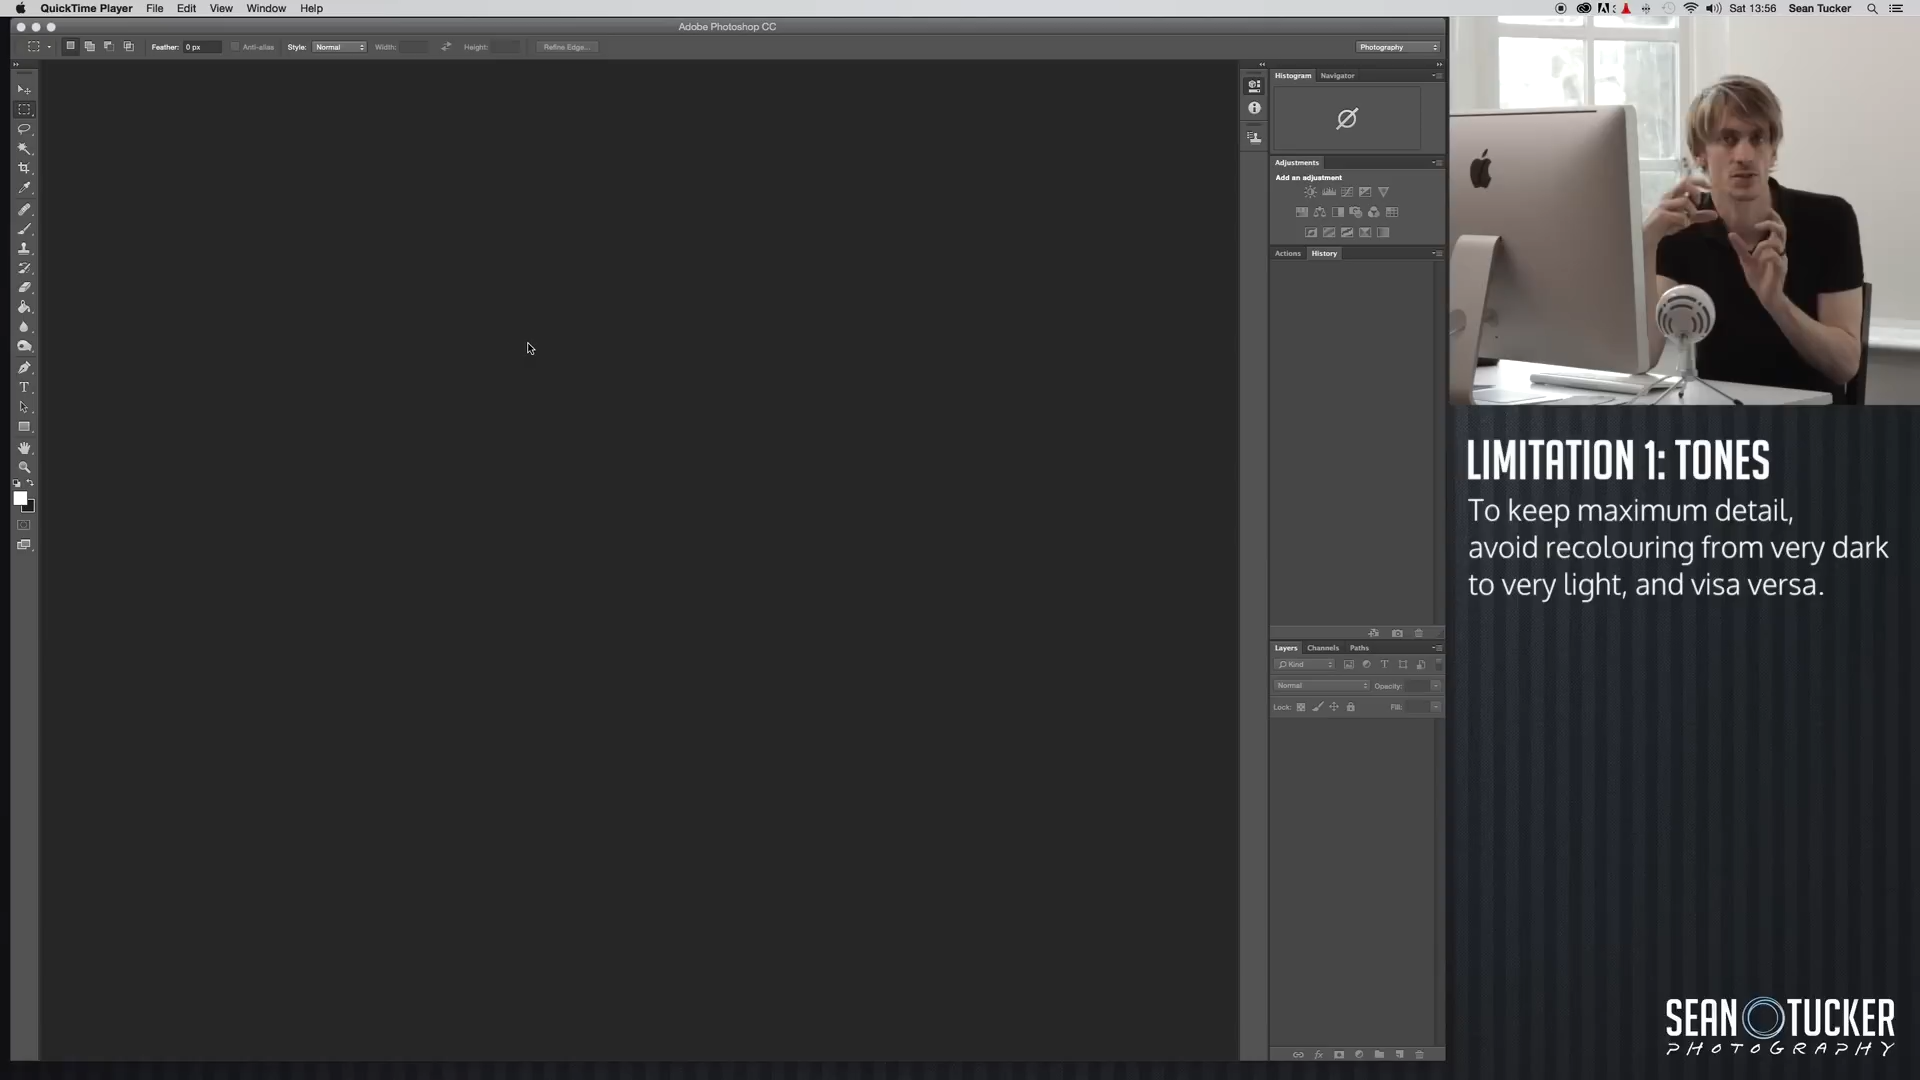 QuickTime Player File Edit View Window Help
Sat 13:56 Sean Tucker
Adobe Photoshop CC
Feather: 0 px Anti-alias Style: Normal Width: Height: Refine Edge... Photography
Histogram Navigator
Adjustments
Add an adjustment
Actions History
Layers Channels Paths
Kind
Normal Opacity:
Lock: Fill:
LIMITATION 1: TONES
To keep maximum detail,
avoid recolouring from very dark
to very light, and visa versa.
SEAN TUCKER
PHOTOGRAPHY